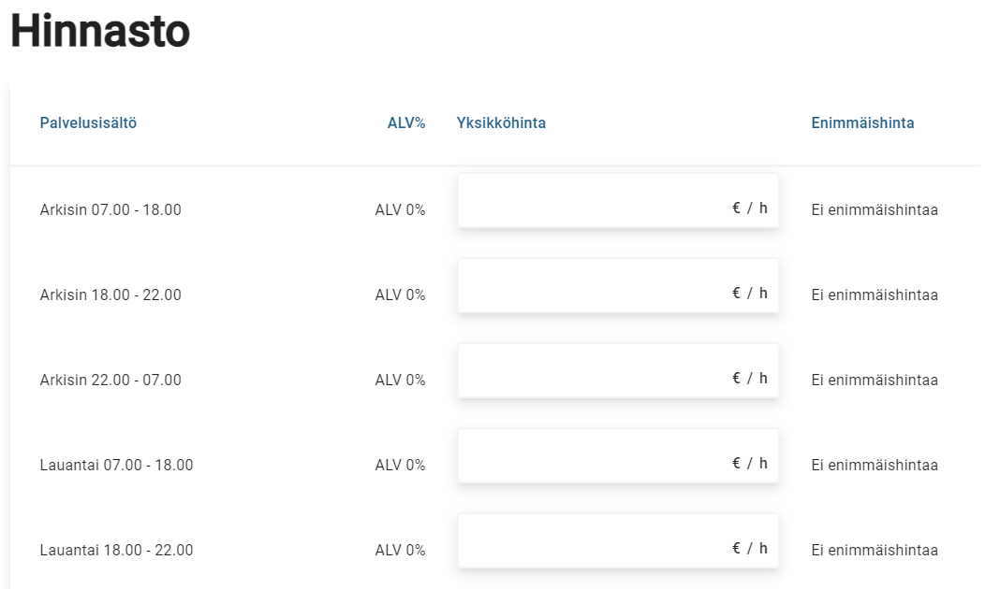 Hinnasto
Palvelusisältö ALV% Yksikköhinta Enimmäishinta
Arkisin 07.00 - 18.00 ALV 0% € / h Ei enimmäishintaa
Arkisin 18.00 - 22.00 ALV 0% € / h Ei enimmäishintaa
Arkisin 22.00 - 07.00 ALV 0% € / h Ei enimmäishintaa
Lauantai 07.00 - 18.00 ALV 0% € / h Ei enimmäishintaa
Lauantai 18.00 - 22.00 ALV 0% € / h Ei enimmäishintaa